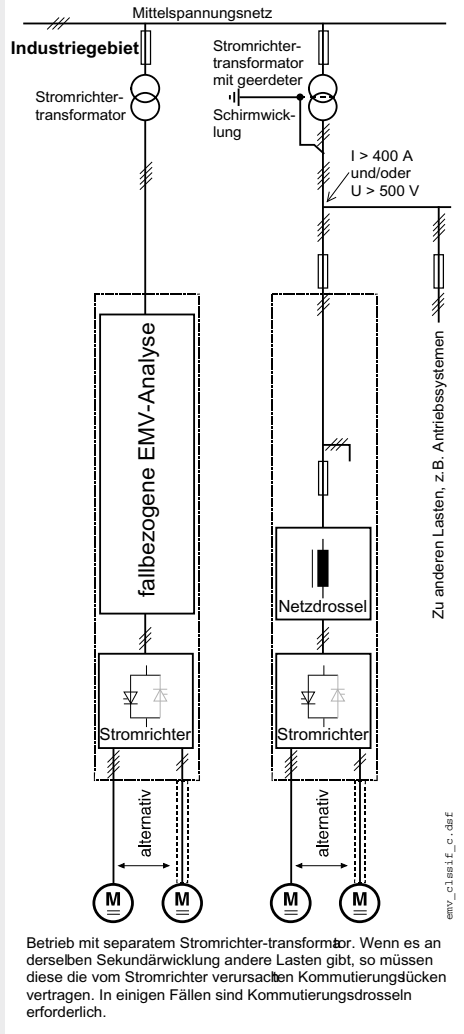 Mittelspannungsnetz
Industriegebiet
Stromrichter-
transformator
Stromrichter-
transformator
mit geerdeter
Schirmwick-
lung
I > 400 A
und/oder
U > 500 V
fallbezogene EMV-Analyse
Zu anderen Lasten, z.B. Antriebssystemen
Netzdrossel
Stromrichter
Stromrichter
alternativ
alternativ
M
M
M
M
emv_clssif_c.dsf
Betrieb mit separatem Stromrichter-transformator. Wenn es an
derselben Sekundärwicklung andere Lasten gibt, so müssen
diese die vom Stromrichter verursachten Kommutierungslücken
vertragen. In einigen Fällen sind Kommutierungsdrosseln
erforderlich.